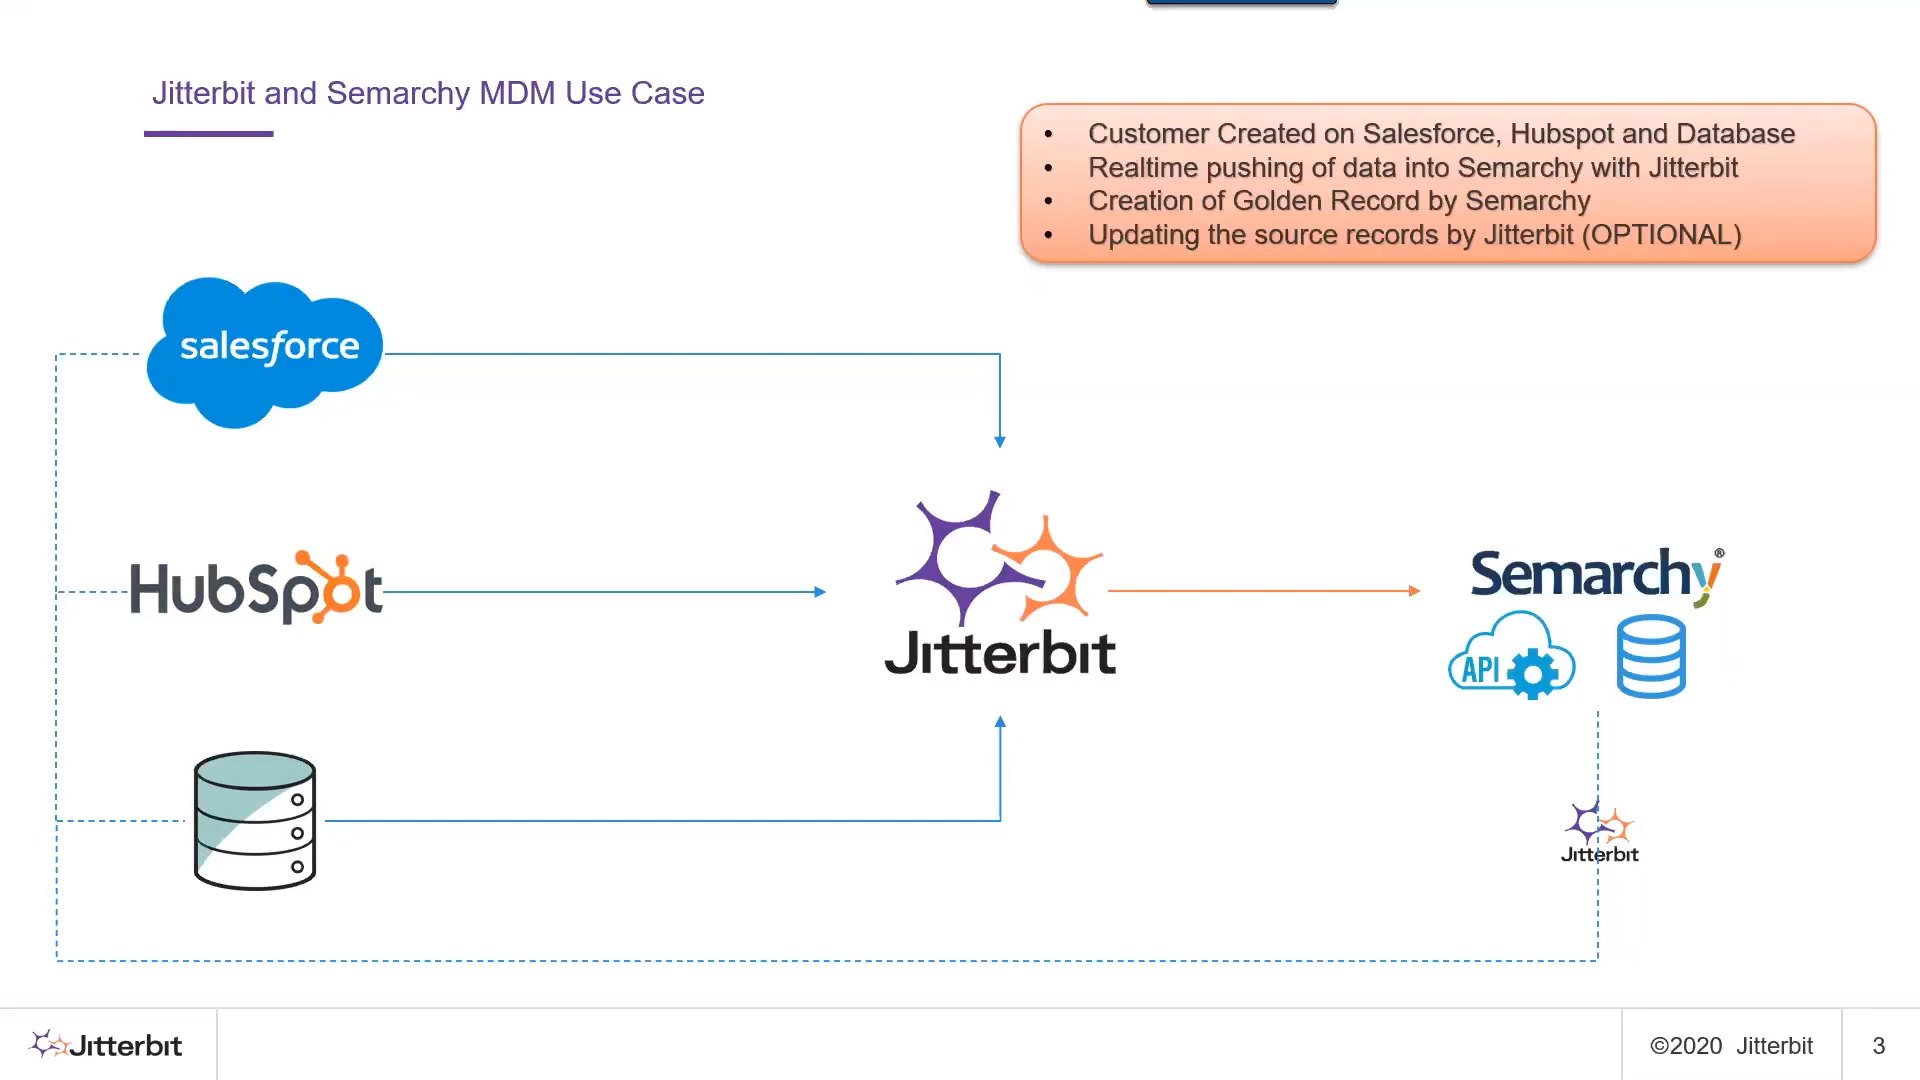 Jitterbit and Semarchy MDM Use Case
• Customer Created on Salesforce, Hubspot and Database
• Realtime pushing of data into Semarchy with Jitterbit
• Creation of Golden Record by Semarchy
• Updating the source records by Jitterbit (OPTIONAL)
salesforce
HubSpot
Jitterbit
Semarchy®
API
Jitterbit
Jitterbit
©2020 Jitterbit
3